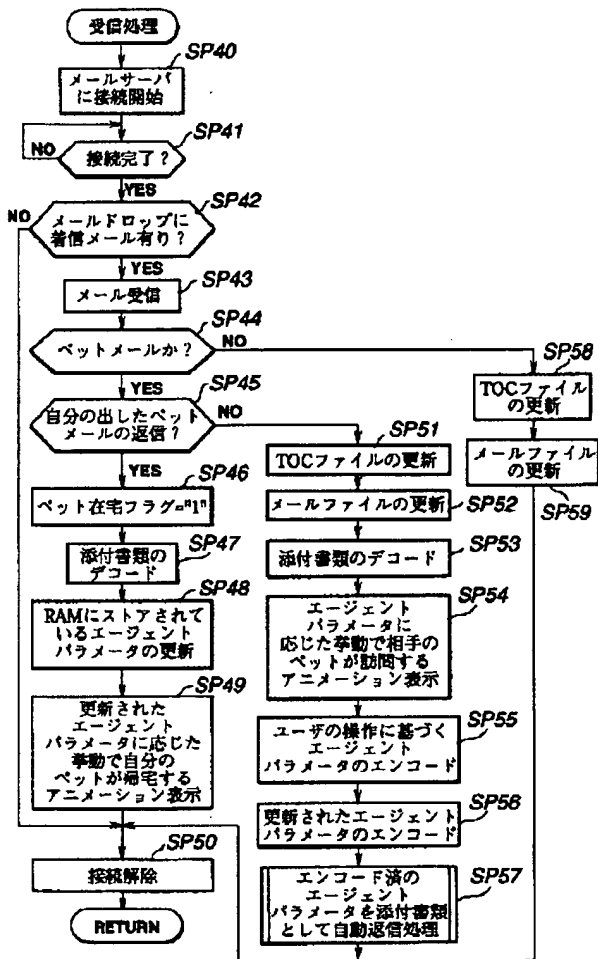 受信処理
SP40
メールサーバ
に接続開始
SP41
接続完了？
NO
YES
SP42
NO
メールドロップに
着信メール有り？
YES
SP43
メール受信
SP44
ペットメールか？
NO
YES
SP45
自分の出したペット
メールの返信？
NO
YES
SP46
ペット在宅フラグ="1"
SP47
添付書類の
デコード
SP48
RAMにストアされて
いるエージェント
パラメータの更新
SP49
更新された
エージェント
パラメータに応じた
挙動で自分の
ペットが帰宅する
アニメーション表示
SP50
接続解除
RETURN
SP51
TOCファイルの更新
SP52
メールファイルの更新
SP53
添付書類のデコード
SP54
エージェント
パラメータに
応じた挙動で相手の
ペットが訪問する
アニメーション表示
SP55
ユーザの操作に基づく
エージェント
パラメータのエンコード
SP56
更新されたエージェント
パラメータのエンコード
SP57
エンコード済の
エージェント
パラメータを添付書類
として自動返信処理
SP58
TOCファイル
の更新
メールファイル
の更新
SP59